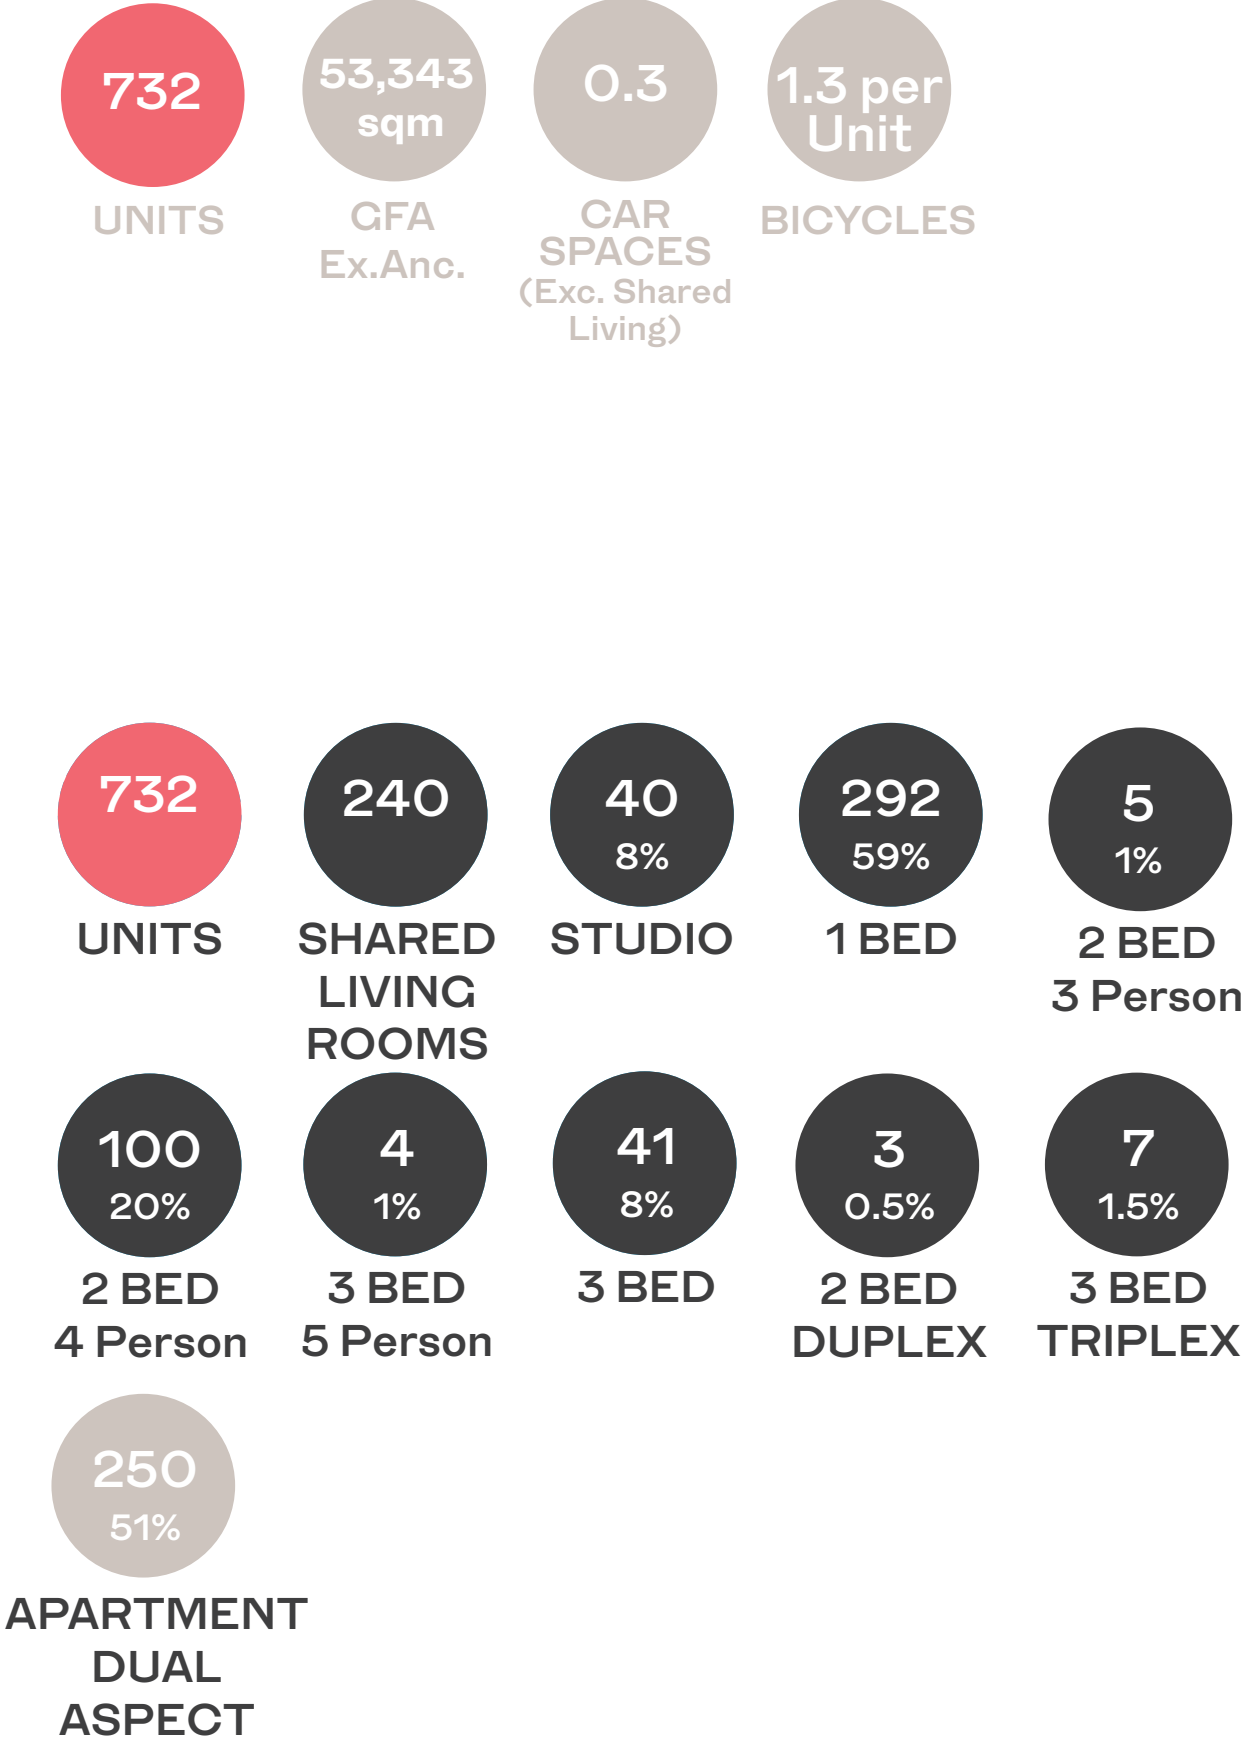 732
UNITS
53,343
sqm
GFA
Ex.Anc.
0.3
CAR
SPACES
(Exc. Shared
Living)
1.3 per
Unit
BICYCLES
732
UNITS
240
SHARED
LIVING
ROOMS
40
8%
STUDIO
292
59%
1 BED
5
1%
2 BED
3 Person
100
20%
2 BED
4 Person
4
1%
3 BED
5 Person
41
8%
3 BED
3
0.5%
2 BED
DUPLEX
7
1.5%
3 BED
TRIPLEX
250
51%
APARTMENT
DUAL
ASPECT